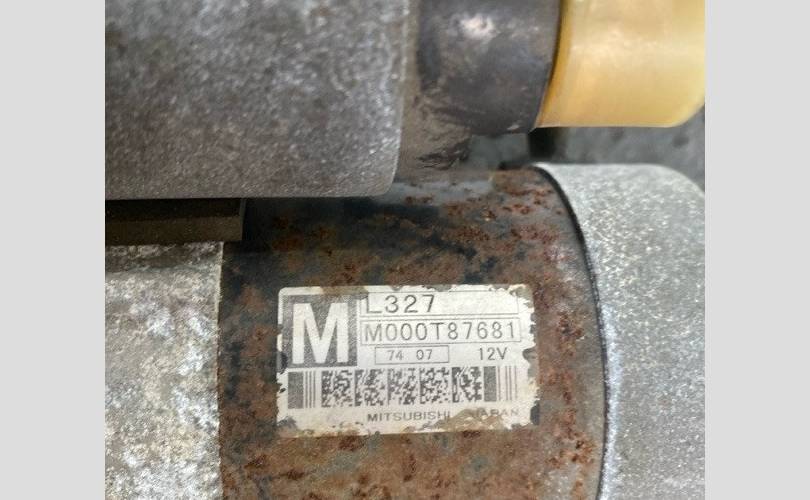 M
L327
M000T87681
74 07 12V
MITSUBISHI JAPAN